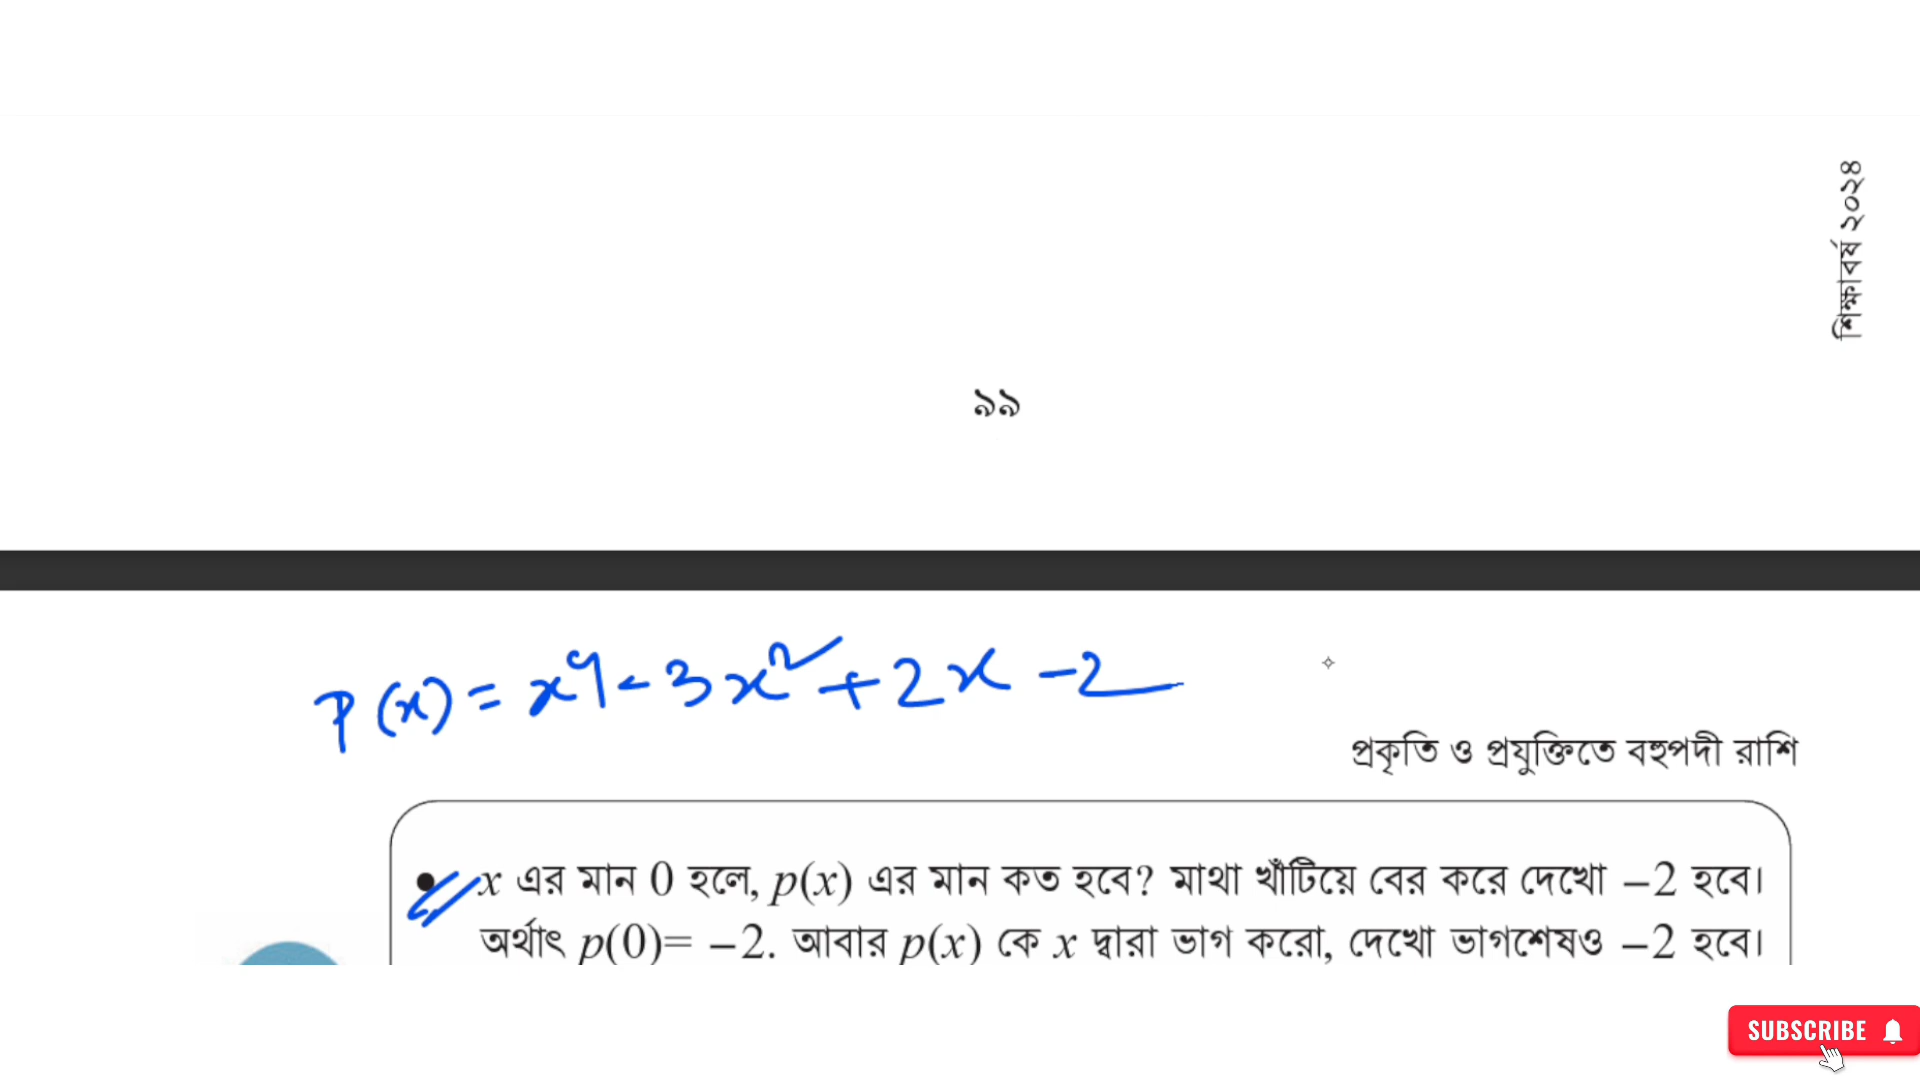 শিক্ষাবর্ষ ২০২৪
৯৯
P(x) = x⁴ - 3x² + 2x - 2
প্রকৃতি ও প্রযুক্তিতে বহুপদী রাশি
• x এর মান 0 হলে, p(x) এর মান কত হবে? মাথা খাঁটিয়ে বের করে দেখো –2 হবে।
অর্থাৎ p(0)= –2. আবার p(x) কে x দ্বারা ভাগ করো, দেখো ভাগশেষও –2 হবে।
SUBSCRIBE